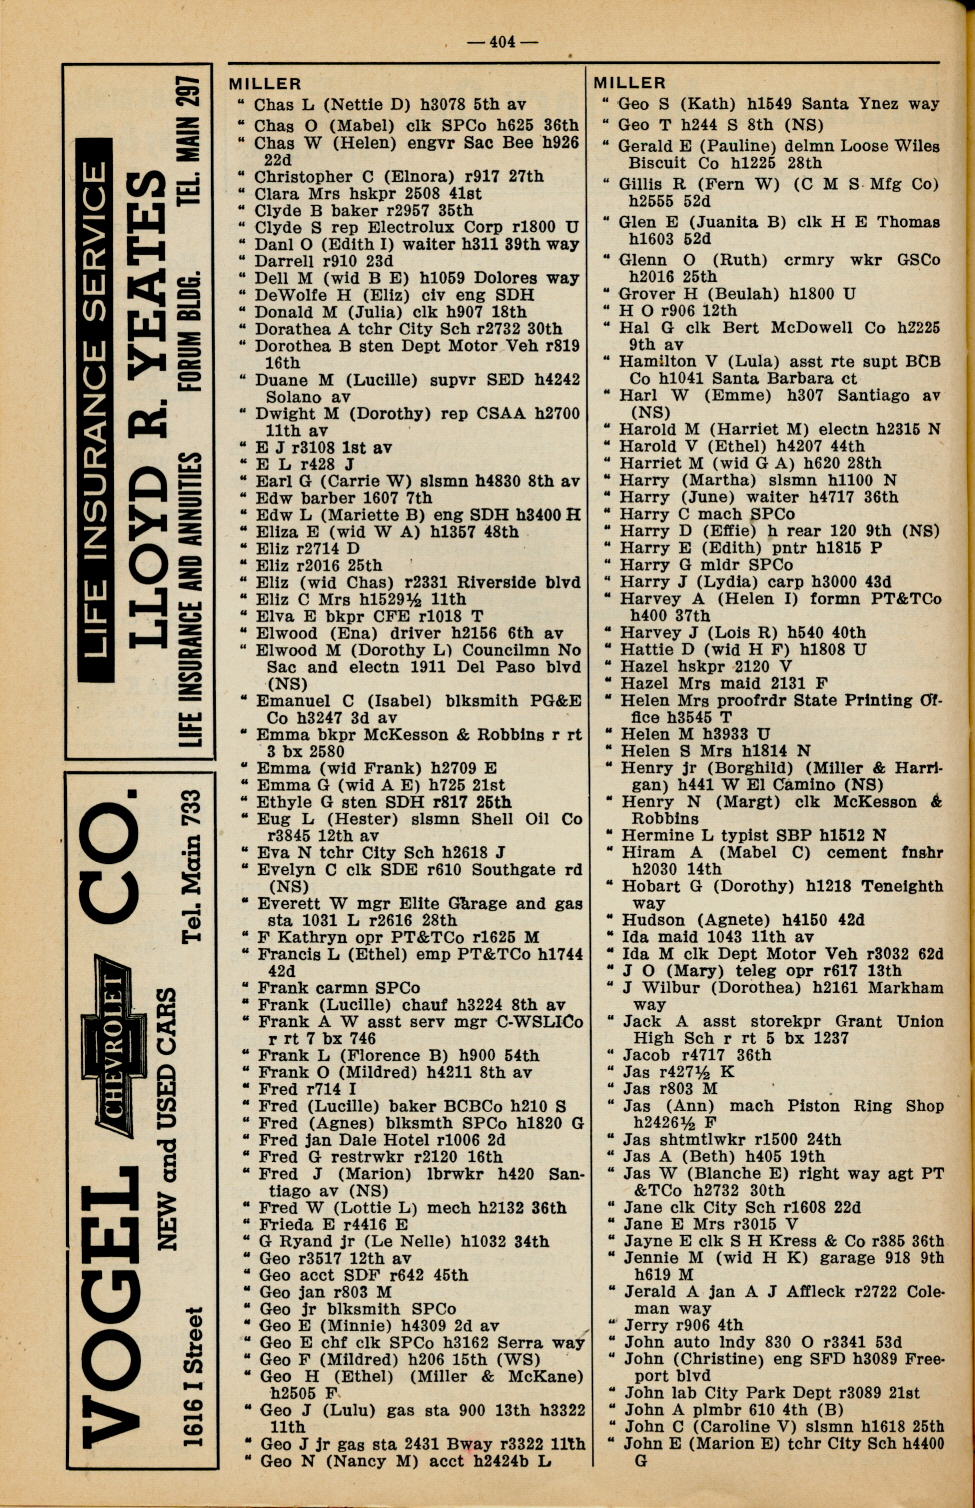 — 404 —
LIFE INSURANCE SERVICE
LLOYD R. YEATES
LIFE INSURANCE AND ANNUITIES FORUM BLDG. TEL. MAIN 297
VOGEL CHEVROLET CO.
NEW and USED CARS
1616 I Street Tel. Main 733
MILLER
" Chas L (Nettie D) h3078 5th av
" Chas O (Mabel) clk SPCo h625 36th
" Chas W (Helen) engvr Sac Bee h926
22d
" Christopher C (Elnora) r917 27th
" Clara Mrs hskpr 2508 41st
" Clyde B baker r2957 35th
" Clyde S rep Electrolux Corp r1800 U
" Danl O (Edith I) waiter h311 39th way
" Darrell r910 23d
" Dell M (wid B E) h1059 Dolores way
" DeWolfe H (Eliz) civ eng SDH
" Donald M (Julia) clk h907 18th
" Dorathea A tchr City Sch r2732 30th
" Dorothea B sten Dept Motor Veh r819
16th
" Duane M (Lucille) supvr SED h4242
Solano av
" Dwight M (Dorothy) rep CSAA h2700
11th av
" E J r3108 1st av
" E L r428 J
" Earl G (Carrie W) slsmn h4830 8th av
" Edw barber 1607 7th
" Edw L (Mariette B) eng SDH h3400 H
" Eliza E (wid W A) h1357 48th
" Eliz r2714 D
" Eliz r2016 25th
" Eliz (wid Chas) r2331 Riverside blvd
" Eliz C Mrs h1529½ 11th
" Elva E bkpr CFE r1018 T
" Elwood (Ena) driver h2156 6th av
" Elwood M (Dorothy L) Councilmn No
Sac and electn 1911 Del Paso blvd
(NS)
" Emanuel C (Isabel) blksmith PG&E
Co h3247 3d av
" Emma bkpr McKesson & Robbins r rt
3 bx 2580
" Emma (wid Frank) h2709 E
" Emma G (wid A E) h725 21st
" Ethyle G sten SDH r817 25th
" Eug L (Hester) slsmn Shell Oil Co
r3845 12th av
" Eva N tchr City Sch h2618 J
" Evelyn C clk SDE r610 Southgate rd
(NS)
" Everett W mgr Elite Garage and gas
sta 1031 L r2616 28th
" F Kathryn opr PT&TCo r1625 M
" Francis L (Ethel) emp PT&TCo h1744
42d
" Frank carmn SPCo
" Frank (Lucille) chauf h3224 8th av
" Frank A W asst serv mgr C-WSLICo
r rt 7 bx 746
" Frank L (Florence B) h900 54th
" Frank O (Mildred) h4211 8th av
" Fred r714 I
" Fred (Lucille) baker BCBCo h210 S
" Fred (Agnes) blksmth SPCo h1820 G
" Fred jan Dale Hotel r1006 2d
" Fred G restrwkr r2120 16th
" Fred J (Marion) lbrwkr h420 San-
tiago av (NS)
" Fred W (Lottie L) mech h2132 36th
" Frieda E r4416 E
" G Ryand jr (Le Nelle) h1032 34th
" Geo r3517 12th av
" Geo acct SDF r642 45th
" Geo jan r803 M
" Geo jr blksmith SPCo
" Geo E (Minnie) h4309 2d av
" Geo E chf clk SPCo h3162 Serra way
" Geo F (Mildred) h206 15th (WS)
" Geo H (Ethel) (Miller & McKane)
h2505 F
" Geo J (Lulu) gas sta 900 13th h3322
11th
" Geo J jr gas sta 2431 Bway r3322 11th
" Geo N (Nancy M) acct h2424b L
MILLER
" Geo S (Kath) h1549 Santa Ynez way
" Geo T h244 S 8th (NS)
" Gerald E (Pauline) delmn Loose Wiles
Biscuit Co h1225 28th
" Gillis R (Fern W) (C M S Mfg Co)
h2555 52d
" Glen E (Juanita B) clk H E Thomas
h1603 52d
" Glenn O (Ruth) crmry wkr GSCo
h2016 25th
" Grover H (Beulah) h1800 U
" H O r906 12th
" Hal G clk Bert McDowell Co h2225
9th av
" Hamilton V (Lula) asst rte supt BCB
Co h1041 Santa Barbara ct
" Harl W (Emme) h307 Santiago av
(NS)
" Harold M (Harriet M) electn h2315 N
" Harold V (Ethel) h4207 44th
" Harriet M (wid G A) h620 28th
" Harry (Martha) slsmn h1100 N
" Harry (June) waiter h4717 36th
" Harry C mach SPCo
" Harry D (Effie) h rear 120 9th (NS)
" Harry E (Edith) pntr h1815 P
" Harry G mldr SPCo
" Harry J (Lydia) carp h3000 43d
" Harvey A (Helen I) formn PT&TCo
h400 37th
" Harvey J (Lois R) h540 40th
" Hattie D (wid H F) h1808 U
" Hazel hskpr 2120 V
" Hazel Mrs maid 2131 F
" Helen Mrs proofrdr State Printing Of-
fice h3545 T
" Helen M h3933 U
" Helen S Mrs h1814 N
" Henry jr (Borghild) (Miller & Harri-
gan) h441 W El Camino (NS)
" Henry N (Margt) clk McKesson &
Robbins
" Hermine L typist SBP h1512 N
" Hiram A (Mabel C) cement fnshr
h2030 14th
" Hobart G (Dorothy) h1218 Teneighth
way
" Hudson (Agnete) h4150 42d
" Ida maid 1043 11th av
" Ida M clk Dept Motor Veh r3032 62d
" J O (Mary) teleg opr r617 13th
" J Wilbur (Dorothea) h2161 Markham
way
" Jack A asst storekpr Grant Union
High Sch r rt 5 bx 1237
" Jacob r4717 36th
" Jas r427½ K
" Jas r803 M
" Jas (Ann) mach Piston Ring Shop
h2426½ F
" Jas shtmtlwkr r1500 24th
" Jas A (Beth) h405 19th
" Jas W (Blanche E) right way agt PT
&TCo h2732 30th
" Jane clk City Sch r1608 22d
" Jane E Mrs r3015 V
" Jayne E clk S H Kress & Co r385 36th
" Jennie M (wid H K) garage 918 9th
h619 M
" Jerald A jan A J Affleck r2722 Cole-
man way
" Jerry r906 4th
" John auto lndy 830 O r3341 53d
" John (Christine) eng SFD h3089 Free-
port blvd
" John lab City Park Dept r3089 21st
" John A plmbr 610 4th (B)
" John C (Caroline V) slsmn h1618 25th
" John E (Marion E) tchr City Sch h4400
G